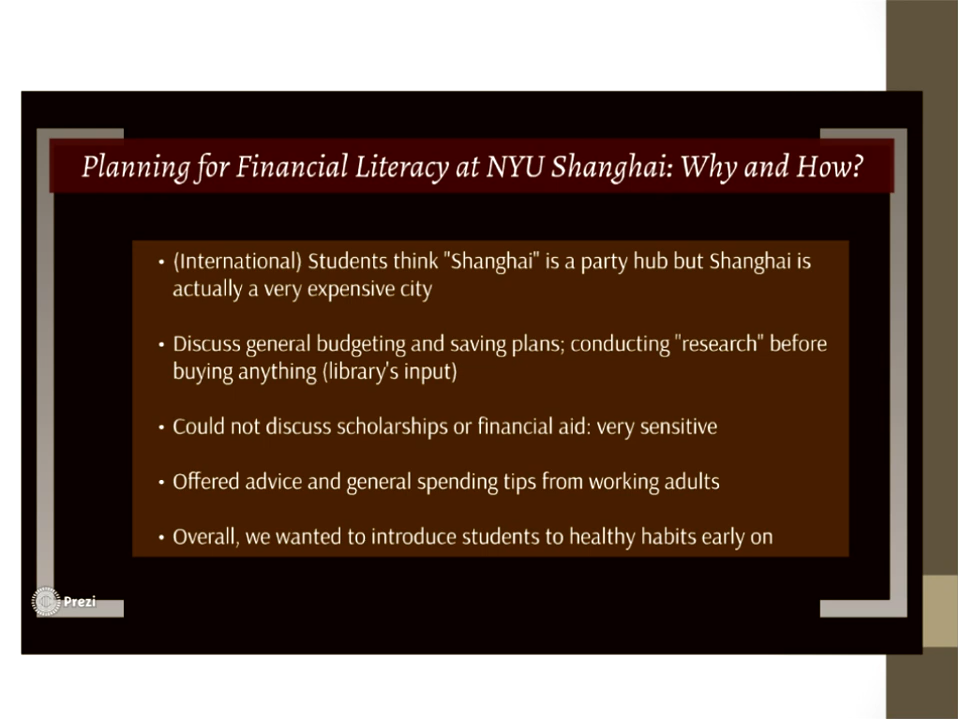 Planning for Financial Literacy at NYU Shanghai: Why and How?
• (International) Students think "Shanghai" is a party hub but Shanghai is
actually a very expensive city
• Discuss general budgeting and saving plans; conducting "research" before
buying anything (library's input)
• Could not discuss scholarships or financial aid: very sensitive
• Offered advice and general spending tips from working adults
• Overall, we wanted to introduce students to healthy habits early on
Prezi